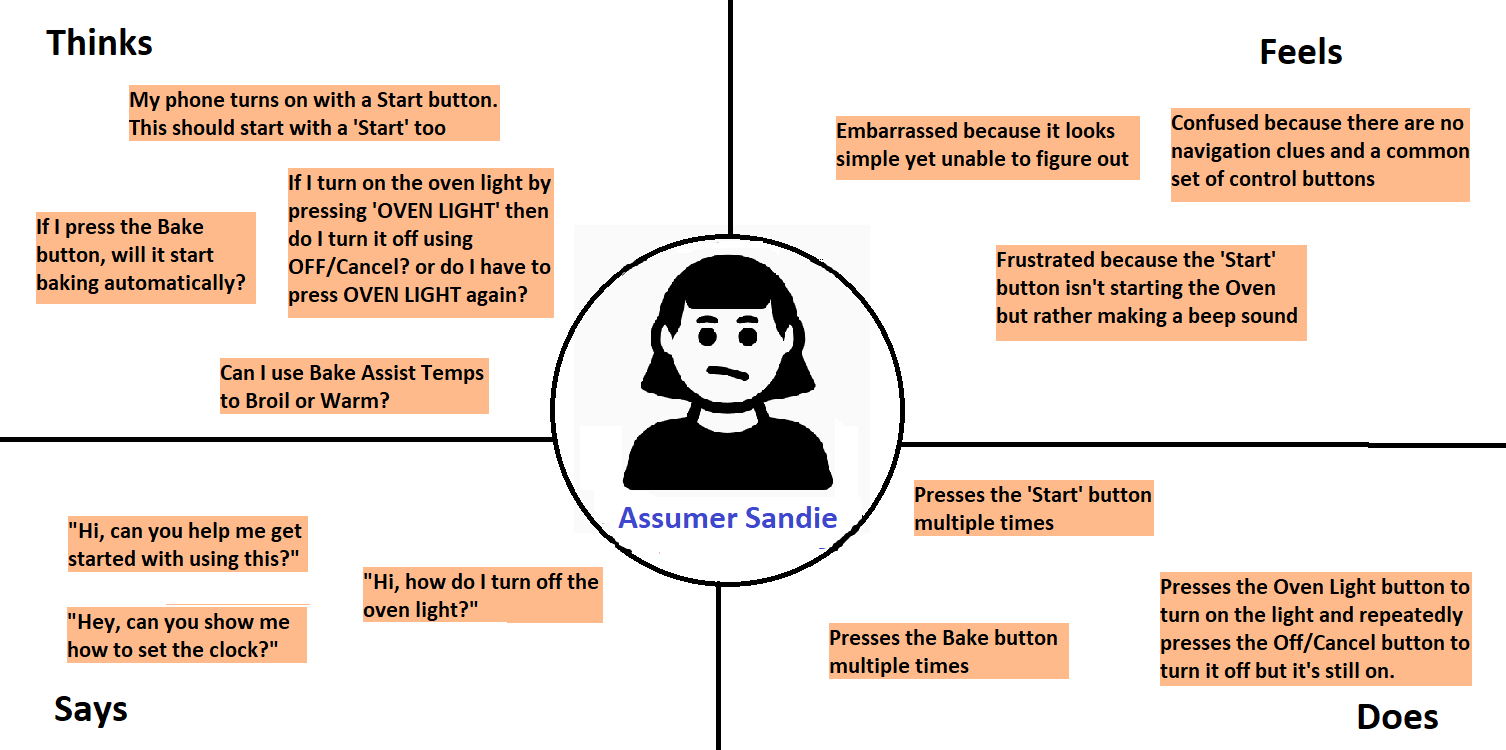 Thinks
My phone turns on with a Start button.
This should start with a 'Start' too
If I turn on the oven light by
pressing 'OVEN LIGHT' then
do I turn it off using
OFF/Cancel? or do I have to
press OVEN LIGHT again?
If I press the Bake
button, will it start
baking automatically?
Can I use Bake Assist Temps
to Broil or Warm?
Feels
Embarrassed because it looks
simple yet unable to figure out
Confused because there are no
navigation clues and a common
set of control buttons
Frustrated because the 'Start'
button isn't starting the Oven
but rather making a beep sound
Assumer Sandie
"Hi, can you help me get
started with using this?"
"Hi, how do I turn off the
oven light?"
"Hey, can you show me
how to set the clock?"
Says
Presses the 'Start' button
multiple times
Presses the Oven Light button to
turn on the light and repeatedly
presses the Off/Cancel button to
turn it off but it's still on.
Presses the Bake button
multiple times
Does